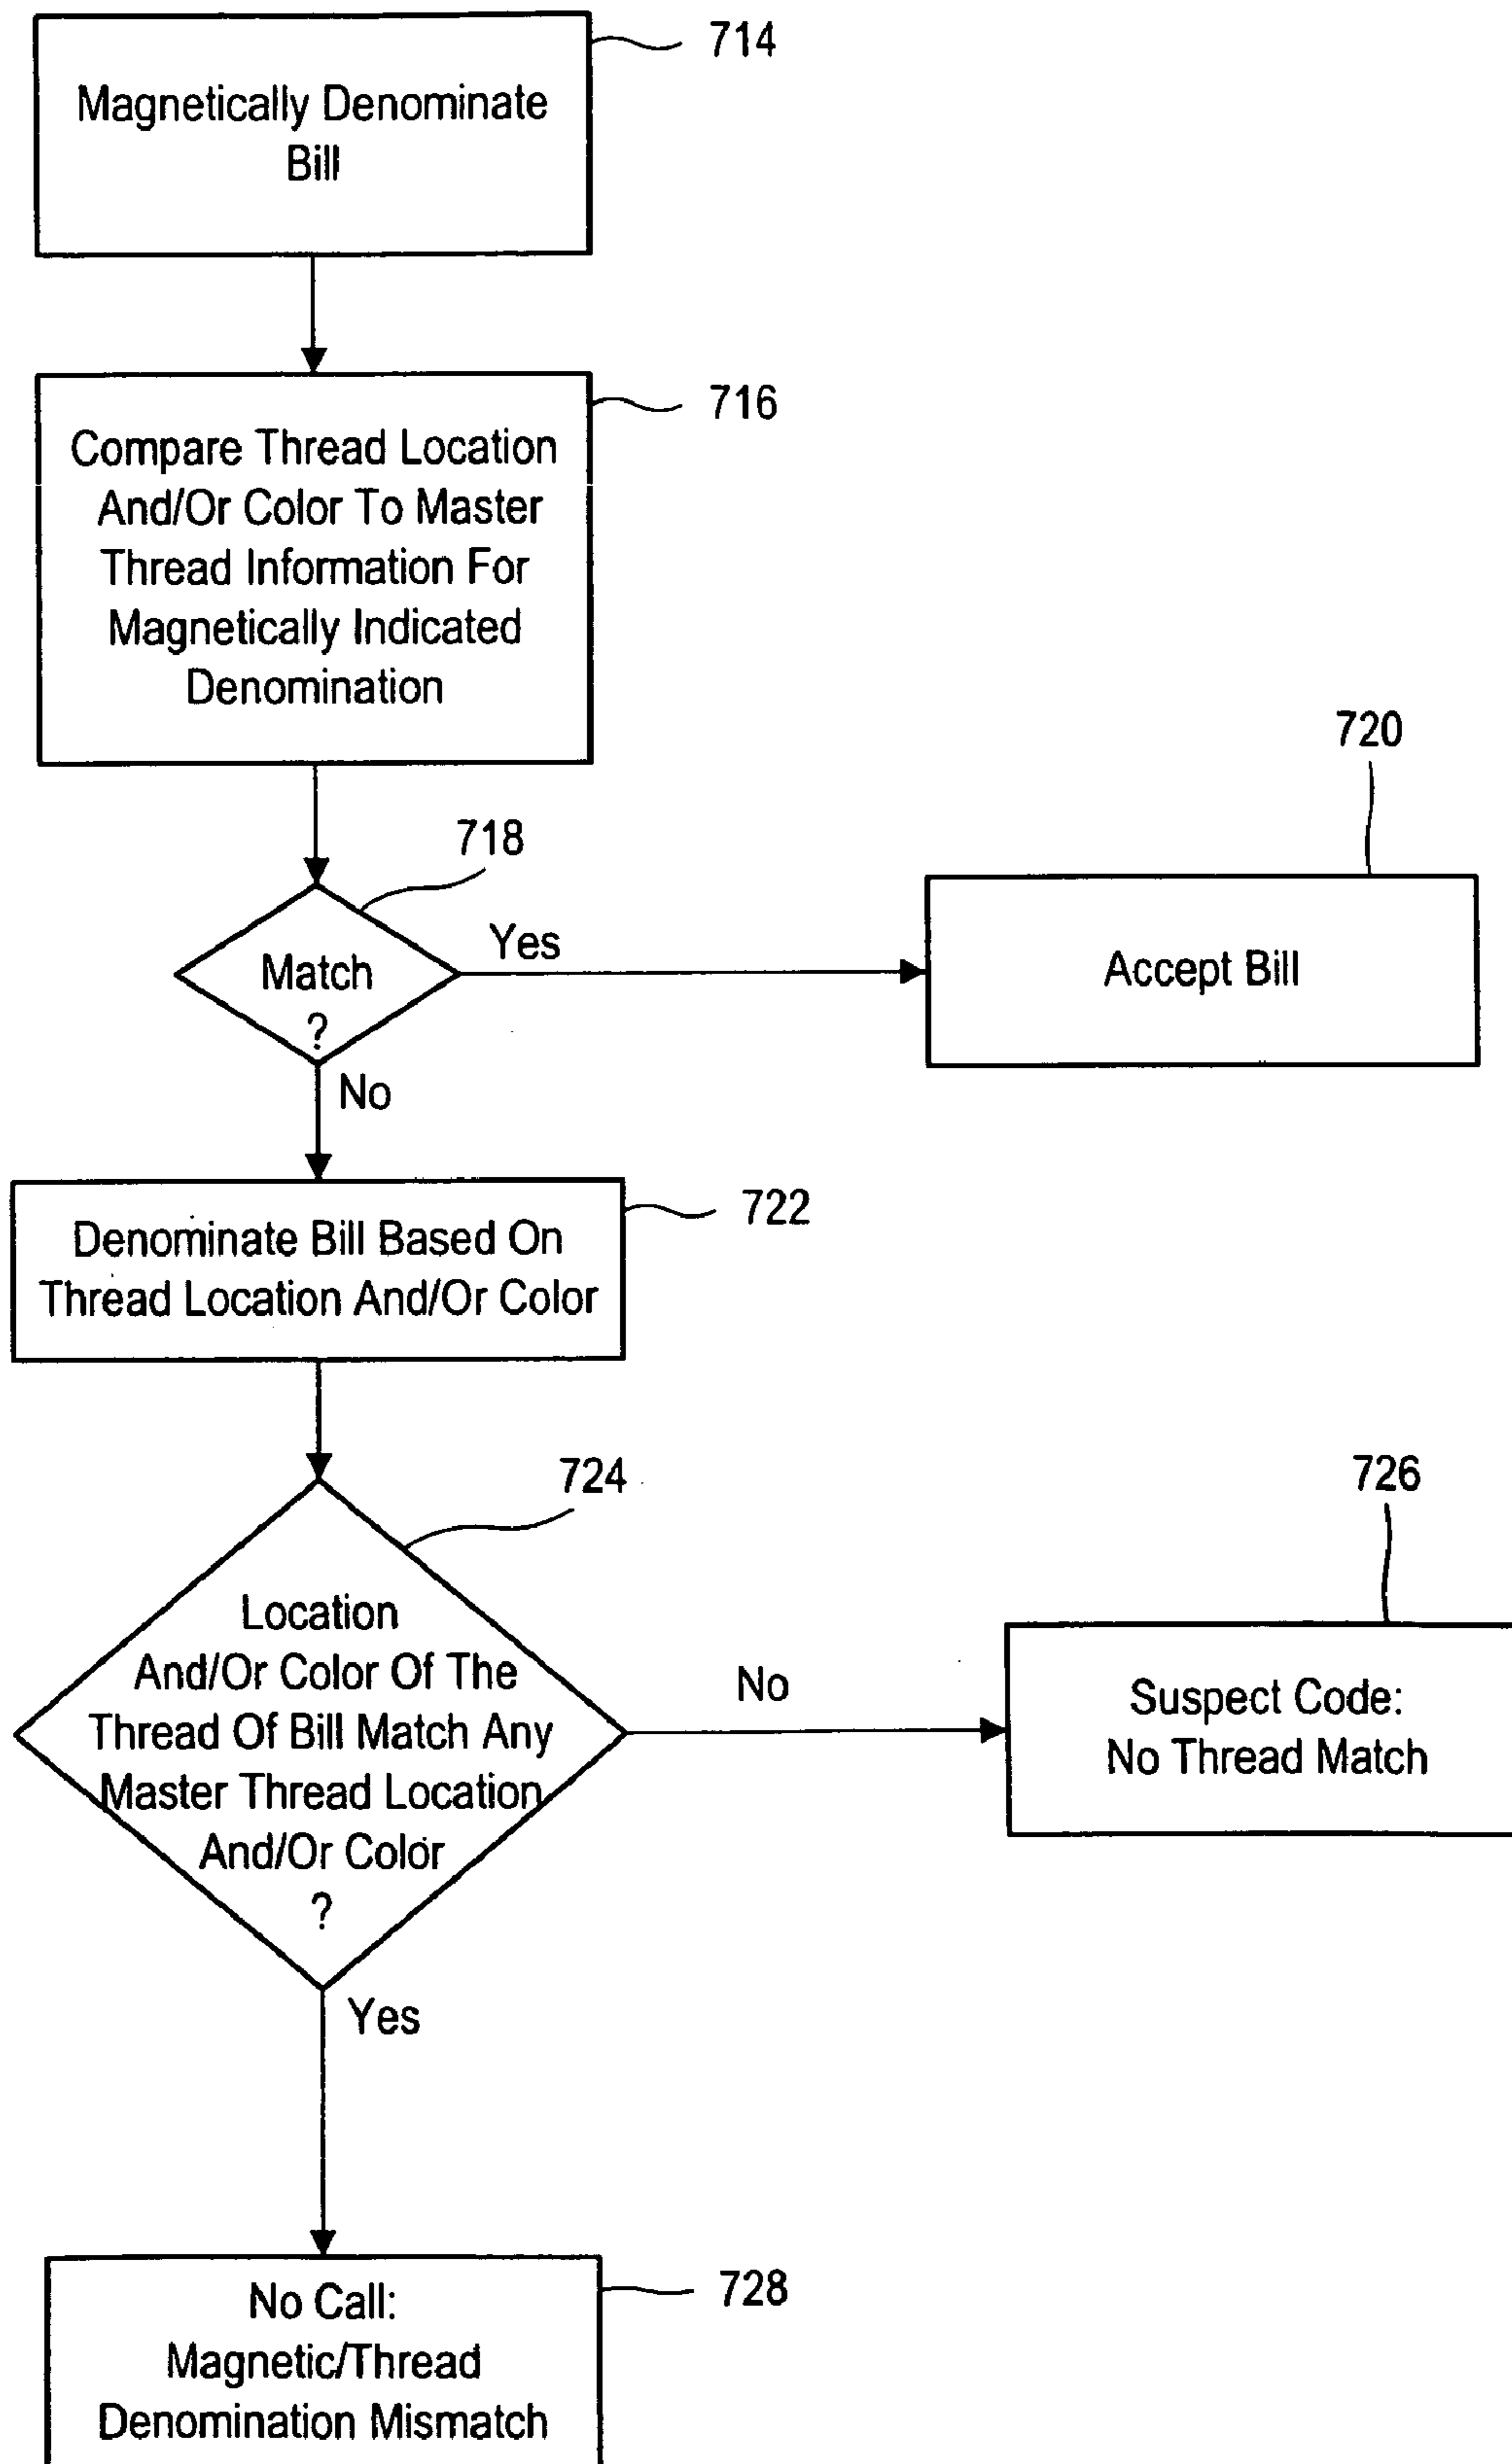 714
Magnetically Denominate
Bill
716
Compare Thread Location
And/Or Color To Master
Thread Information For
Magnetically Indicated
Denomination
720
718
Yes
Match
?
Accept Bill
No
722
Denominate Bill Based On
Thread Location And/Or Color
724
726
Location
And/Or Color Of The
Thread Of Bill Match Any
Master Thread Location
And/Or Color
?
No
Suspect Code:
No Thread Match
Yes
728
No Call:
Magnetic/Thread
Denomination Mismatch